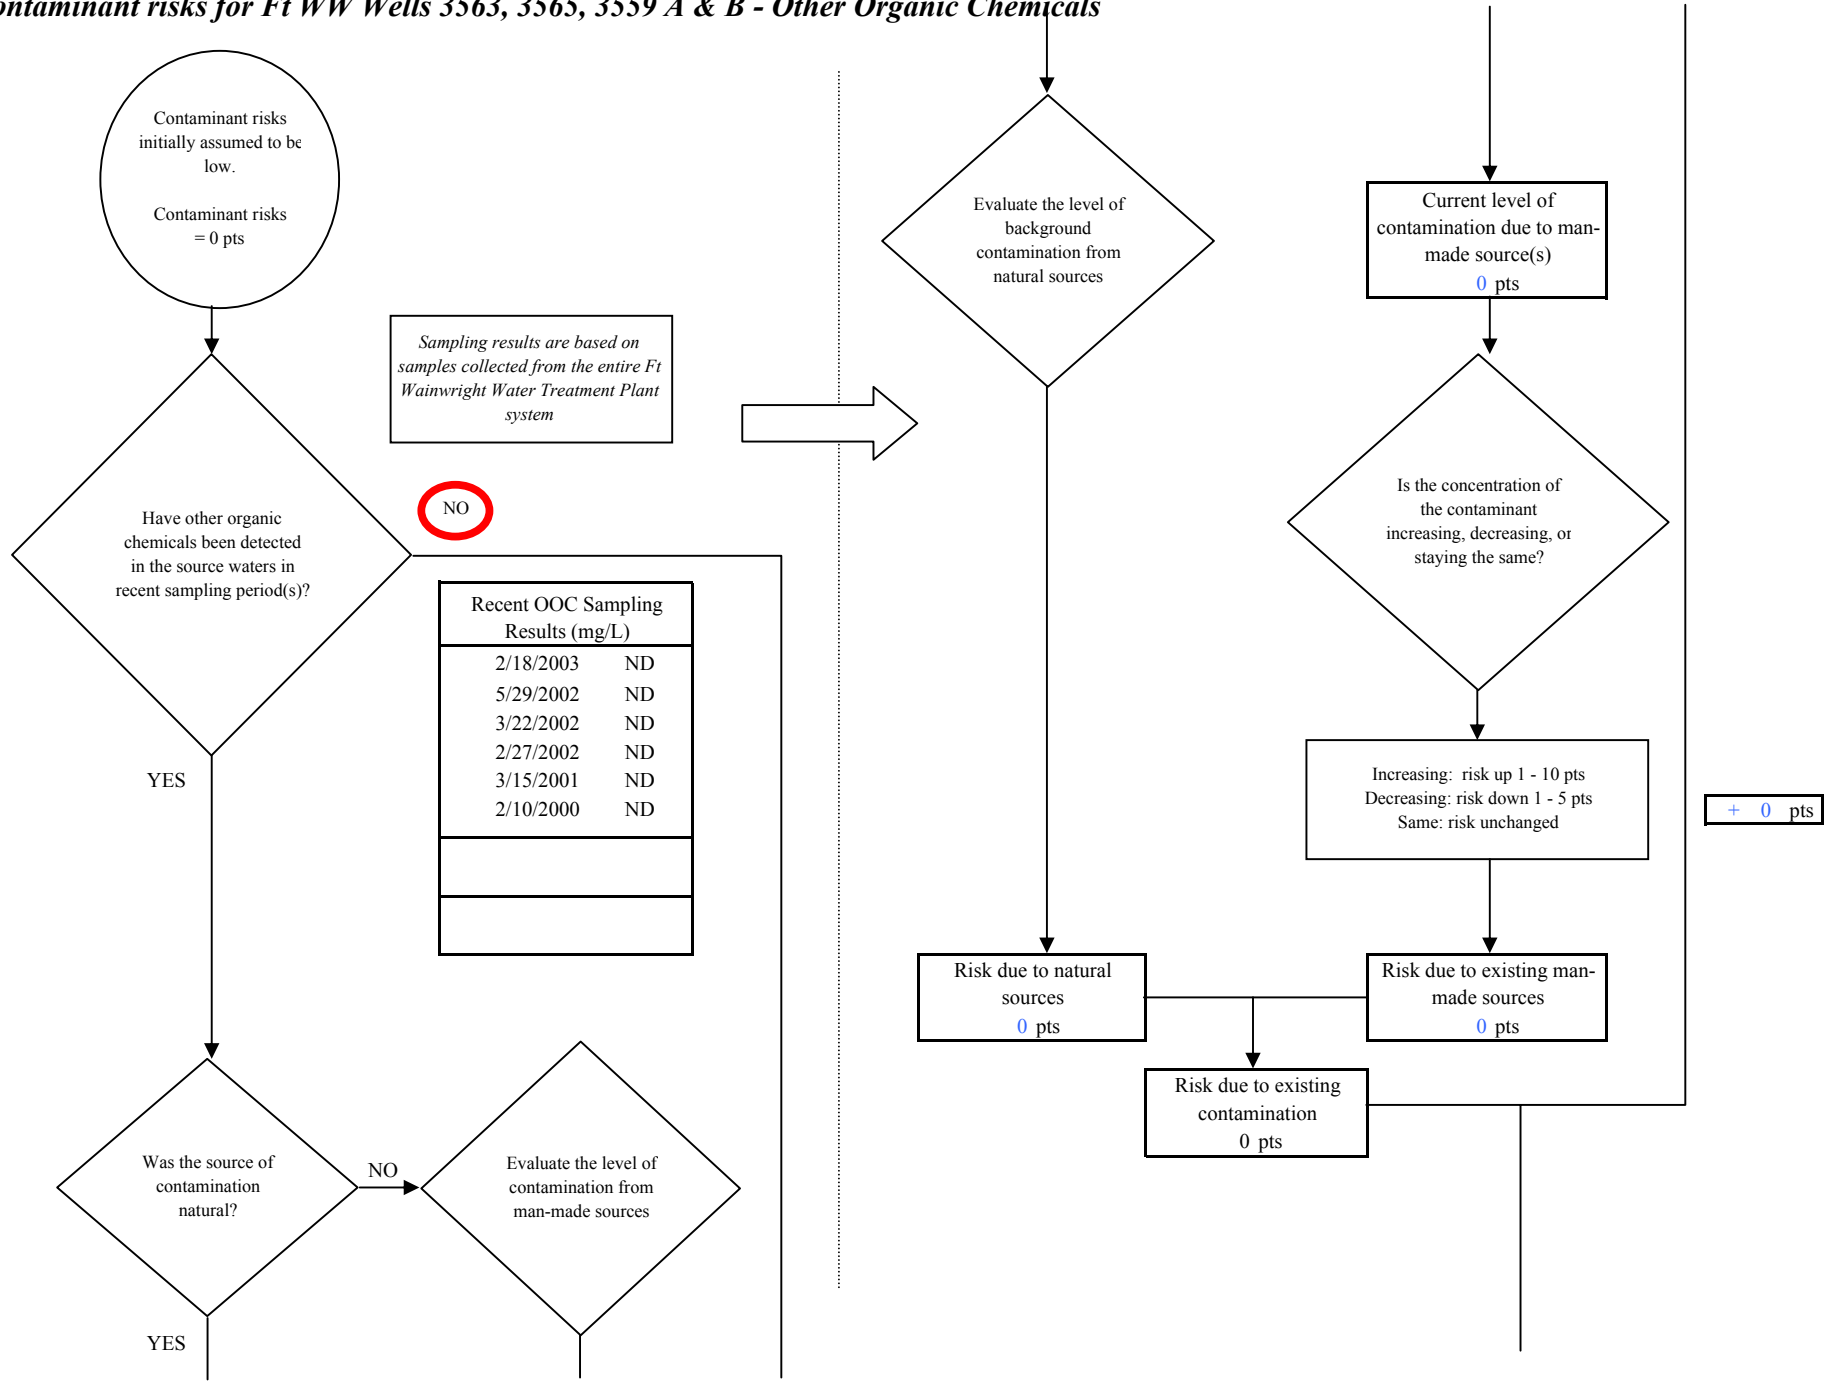 ontaminant risks for Ft WW Wells 3563, 3565, 3559 A & B - Other Organic Chemicals
Contaminant risks
initially assumed to be
low.
Contaminant risks
= 0 pts
Sampling results are based on
samples collected from the entire Ft
Wainwright Water Treatment Plant
system
NO
Have other organic
chemicals been detected
in the source waters in
recent sampling period(s)?
Recent OOC Sampling
Results (mg/L)
2/18/2003 ND
5/29/2002 ND
3/22/2002 ND
2/27/2002 ND
3/15/2001 ND
2/10/2000 ND
YES
Was the source of
contamination
natural?
NO
Evaluate the level of
contamination from
man-made sources
YES
Evaluate the level of
background
contamination from
natural sources
Current level of
contamination due to man-
made source(s)
0 pts
Is the concentration of
the contaminant
increasing, decreasing, or
staying the same?
Increasing: risk up 1 - 10 pts
Decreasing: risk down 1 - 5 pts
Same: risk unchanged
+ 0 pts
Risk due to natural
sources
0 pts
Risk due to existing man-
made sources
0 pts
Risk due to existing
contamination
0 pts